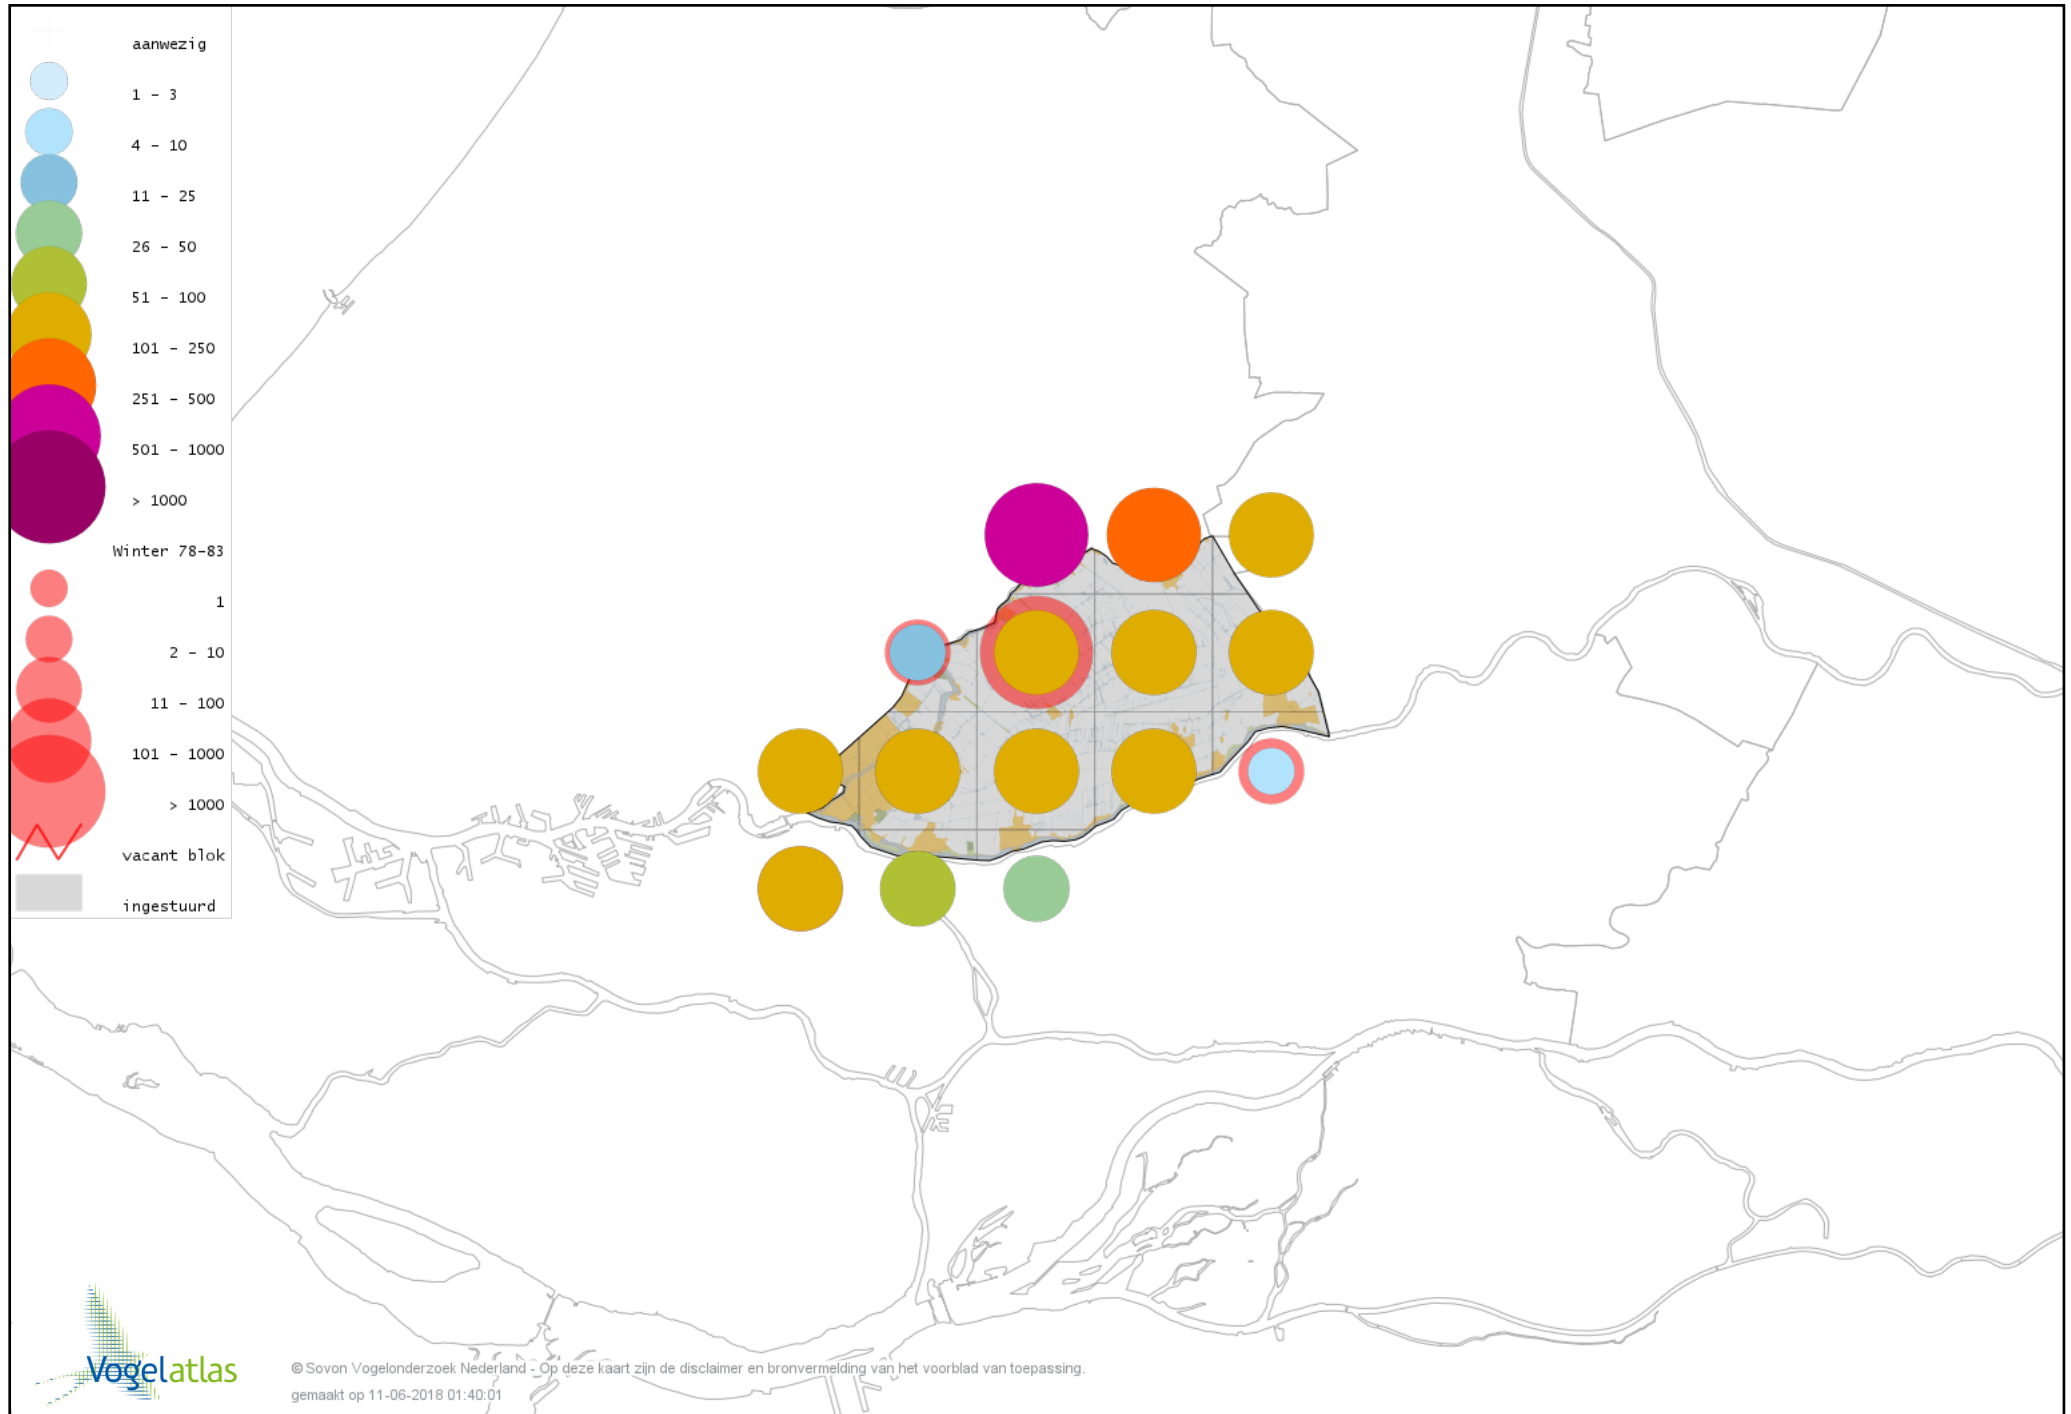 aanwezig
1 - 3
4 - 10
11 - 25
26 - 50
51 - 100
101 - 250
251 - 500
501 - 1000
> 1000
Winter 78-83
1
2 - 10
11 - 100
101 - 1000
> 1000
vacant blok
ingestuurd
Vogelatlas
© Sovon Vogelonderzoek Nederland - Op deze kaart zijn de disclaimer en bronvermelding van het voorblad van toepassing.
gemaakt op 11-06-2018 01:40:01